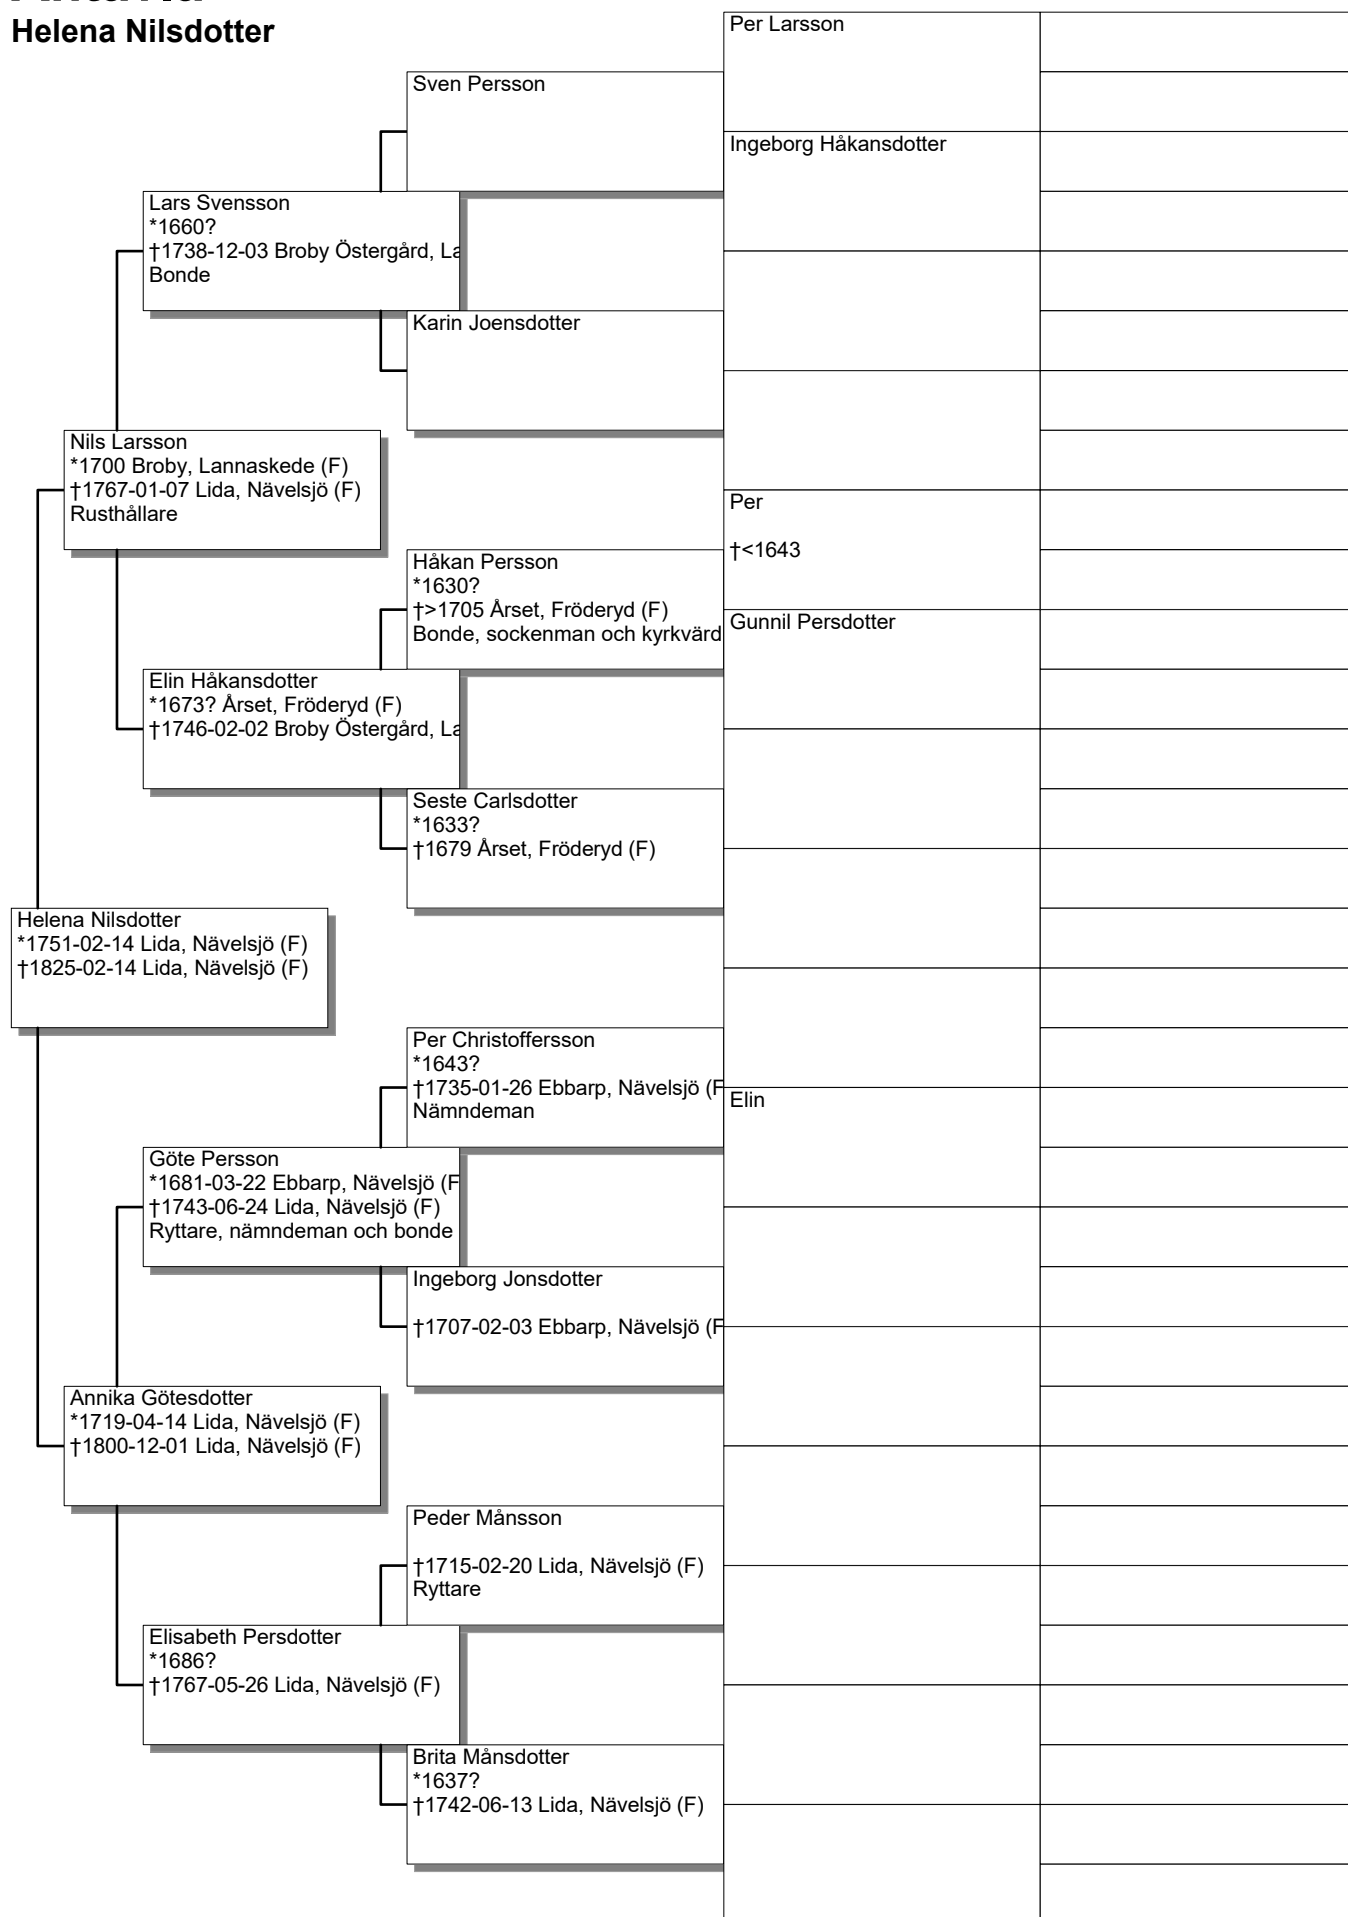 Helena Nilsdotter
Per Larsson
Sven Persson
Ingeborg Håkansdotter
Lars Svensson
*1660?
†1738-12-03 Broby Östergård, La
Bonde
Karin Joensdotter
Nils Larsson
*1700 Broby, Lannaskede (F)
†1767-01-07 Lida, Nävelsjö (F)
Rusthållare
Per
†<1643
Håkan Persson
*1630?
†>1705 Årset, Fröderyd (F)
Bonde, sockenman och kyrkvärd
Gunnil Persdotter
Elin Håkansdotter
*1673? Årset, Fröderyd (F)
†1746-02-02 Broby Östergård, La
Seste Carlsdotter
*1633?
†1679 Årset, Fröderyd (F)
Helena Nilsdotter
*1751-02-14 Lida, Nävelsjö (F)
†1825-02-14 Lida, Nävelsjö (F)
Per Christoffersson
*1643?
†1735-01-26 Ebbarp, Nävelsjö (F
Nämndeman
Elin
Göte Persson
*1681-03-22 Ebbarp, Nävelsjö (F
†1743-06-24 Lida, Nävelsjö (F)
Ryttare, nämndeman och bonde
Ingeborg Jonsdotter
†1707-02-03 Ebbarp, Nävelsjö (F
Annika Götesdotter
*1719-04-14 Lida, Nävelsjö (F)
†1800-12-01 Lida, Nävelsjö (F)
Peder Månsson
†1715-02-20 Lida, Nävelsjö (F)
Ryttare
Elisabeth Persdotter
*1686?
†1767-05-26 Lida, Nävelsjö (F)
Brita Månsdotter
*1637?
†1742-06-13 Lida, Nävelsjö (F)